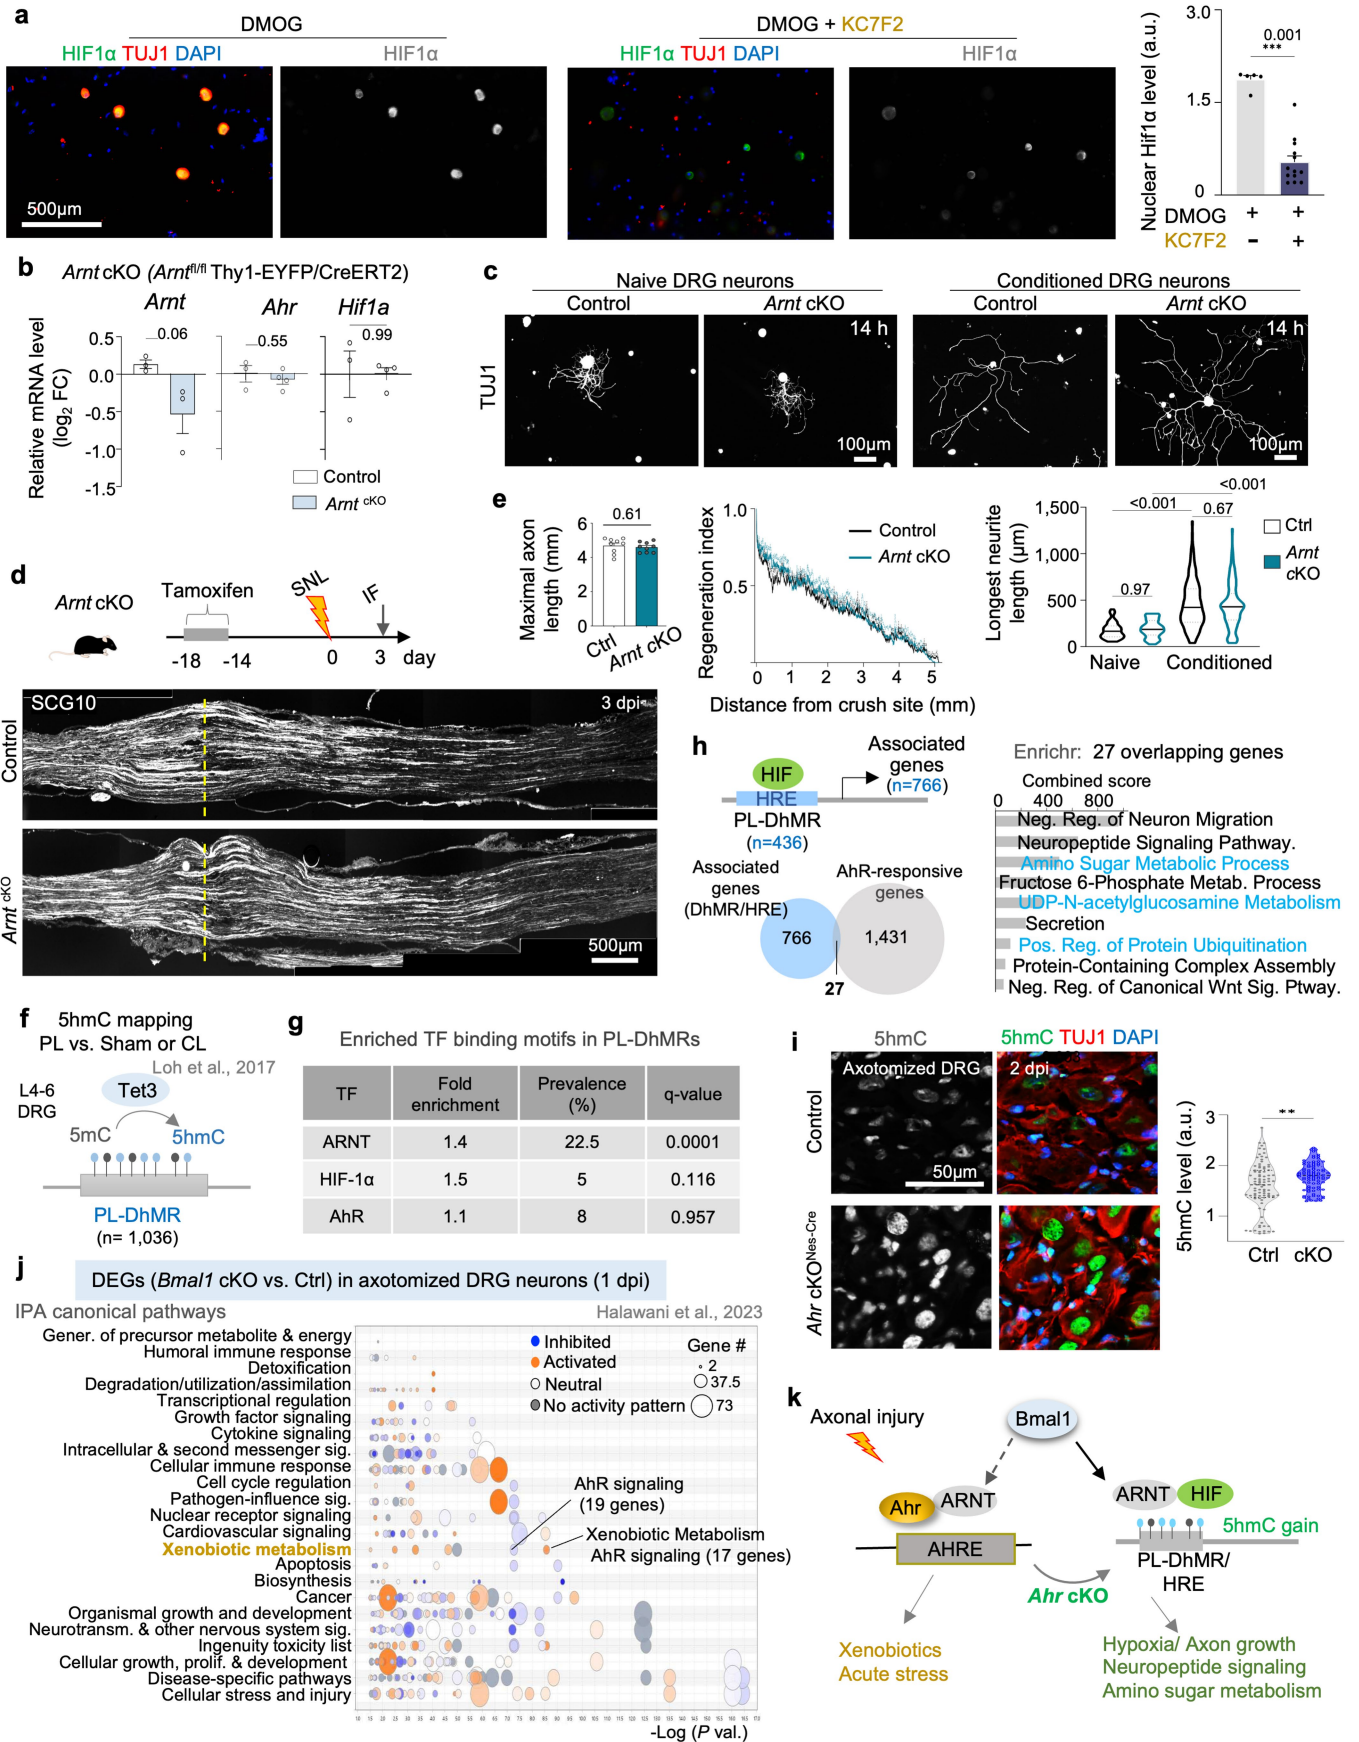 a
DMOG
HIF1α TUJ1 DAPI
HIF1α
500µm
DMOG + KC7F2
HIF1α TUJ1 DAPI
HIF1α
Nuclear Hif1α level (a.u.)
3.0
1.5
0
0.001
***
DMOG + +
KC7F2 - +
b
Arnt cKO (Arntfl/fl Thy1-EYFP/CreERT2)
Arnt
Ahr
Hif1a
Relative mRNA level
(log2 FC)
0.5
0.0
-0.5
-1.0
-1.5
0.06
0.55
0.99
Control
Arnt cKO
c
Naive DRG neurons
Conditioned DRG neurons
Control
Arnt cKO
Control
Arnt cKO
TUJ1
14 h
14 h
100µm
100µm
d
Arnt cKO
Tamoxifen
SNL
IF
-18
-14
0
3
day
SCG10
3 dpi
Control
Arnt cKO
500µm
e
Maximal axon
length (mm)
6
4
2
0
0.61
Ctrl
Arnt cKO
Regeneration index
1.0
0.5
Control
Arnt cKO
0 1 2 3 4 5
Distance from crush site (mm)
Longest neurite
length (µm)
1,500
1,000
500
0
<0.001
<0.001
0.67
0.97
Ctrl
Arnt
cKO
Naive
Conditioned
f
5hmC mapping
PL vs. Sham or CL
Loh et al., 2017
L4-6
DRG
Tet3
5mC
5hmC
PL-DhMR
(n= 1,036)
g
Enriched TF binding motifs in PL-DhMRs
TF
Fold
enrichment
Prevalence
(%)
q-value
ARNT 1.4 22.5 0.0001
HIF-1α 1.5 5 0.116
AhR 1.1 8 0.957
h
HIF
HRE
PL-DhMR
(n=436)
Associated
genes
(n=766)
Associated
genes
(DhMR/HRE)
AhR-responsive
genes
766
1,431
27
Enrichr: 27 overlapping genes
Combined score
0 400 800
Neg. Reg. of Neuron Migration
Neuropeptide Signaling Pathway.
Amino Sugar Metabolic Process
Fructose 6-Phosphate Metab. Process
UDP-N-acetylglucosamine Metabolism
Secretion
Pos. Reg. of Protein Ubiquitination
Protein-Containing Complex Assembly
Neg. Reg. of Canonical Wnt Sig. Ptway.
i
5hmC
5hmC TUJ1 DAPI
Axotomized DRG
2 dpi
Control
50µm
Ahr cKONes-Cre
5hmC level (a.u.)
3
2
1
**
Ctrl
cKO
j
DEGs (Bmal1 cKO vs. Ctrl) in axotomized DRG neurons (1 dpi)
IPA canonical pathways
Halawani et al., 2023
Gener. of precursor metabolite & energy
Humoral immune response
Detoxification
Degradation/utilization/assimilation
Transcriptional regulation
Growth factor signaling
Cytokine signaling
Intracellular & second messenger sig.
Cellular immune response
Cell cycle regulation
Pathogen-influence sig.
Nuclear receptor signaling
Cardiovascular signaling
Xenobiotic metabolism
Apoptosis
Biosynthesis
Cancer
Organismal growth and development
Neurotransm. & other nervous system sig.
Ingenuity toxicity list
Cellular growth, prolif. & development
Disease-specific pathways
Cellular stress and injury
Inhibited
Activated
Neutral
No activity pattern
Gene #
2
37.5
73
AhR signaling
(19 genes)
Xenobiotic Metabolism
AhR signaling (17 genes)
-Log (P val.)
k
Axonal injury
Bmal1
Ahr
ARNT
AHRE
ARNT
HIF
5hmC gain
PL-DhMR/
HRE
Ahr cKO
Xenobiotics
Acute stress
Hypoxia/ Axon growth
Neuropeptide signaling
Amino sugar metabolism